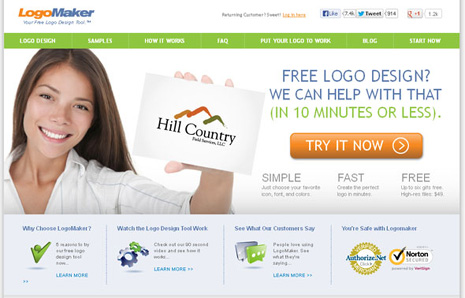 LogoMaker
Your Free Logo Design Tool.™
Returning Customer? Sweet! Log in here
Like 7.4k Tweet 894 +1 1.2k
LOGO DESIGN SAMPLES HOW IT WORKS FAQ PUT YOUR LOGO TO WORK BLOG START NOW
FREE LOGO DESIGN?
WE CAN HELP WITH THAT
(IN 10 MINUTES OR LESS).
Hill Country
Field Services, LLC
TRY IT NOW
SIMPLE
Just choose your favorite
icon, font, and colors.
FAST
Create the perfect
logo in minutes.
FREE
Up to six gifs free.
High-res files: $49.
Why Choose LogoMaker?
5 reasons to try
our free logo
design tool
now...
LEARN MORE
>>
Watch the Logo Design Tool Work
Check out our 90 second
video and see how it
works...
LEARN MORE >>
See What Our Customers Say
People love using
LogoMaker. See
what they're
saying...
LEARN MORE >>
You're Safe with Logomaker
Authorize.Net
Click
Norton
SECURED
powered by VeriSign